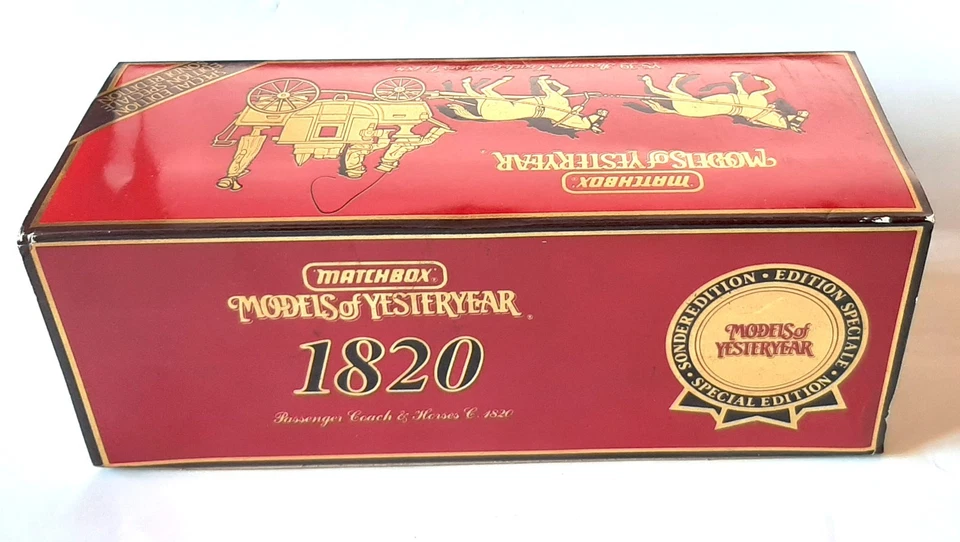 MATCHBOX
MODELS of YESTERYEAR
MATCHBOX®
MODELS of YESTERYEAR®
1820
Passenger Coach & Horses C. 1820
SONDEREDITION • EDITION SPECIALE • SPECIAL EDITION •
MODELS of
YESTERYEAR